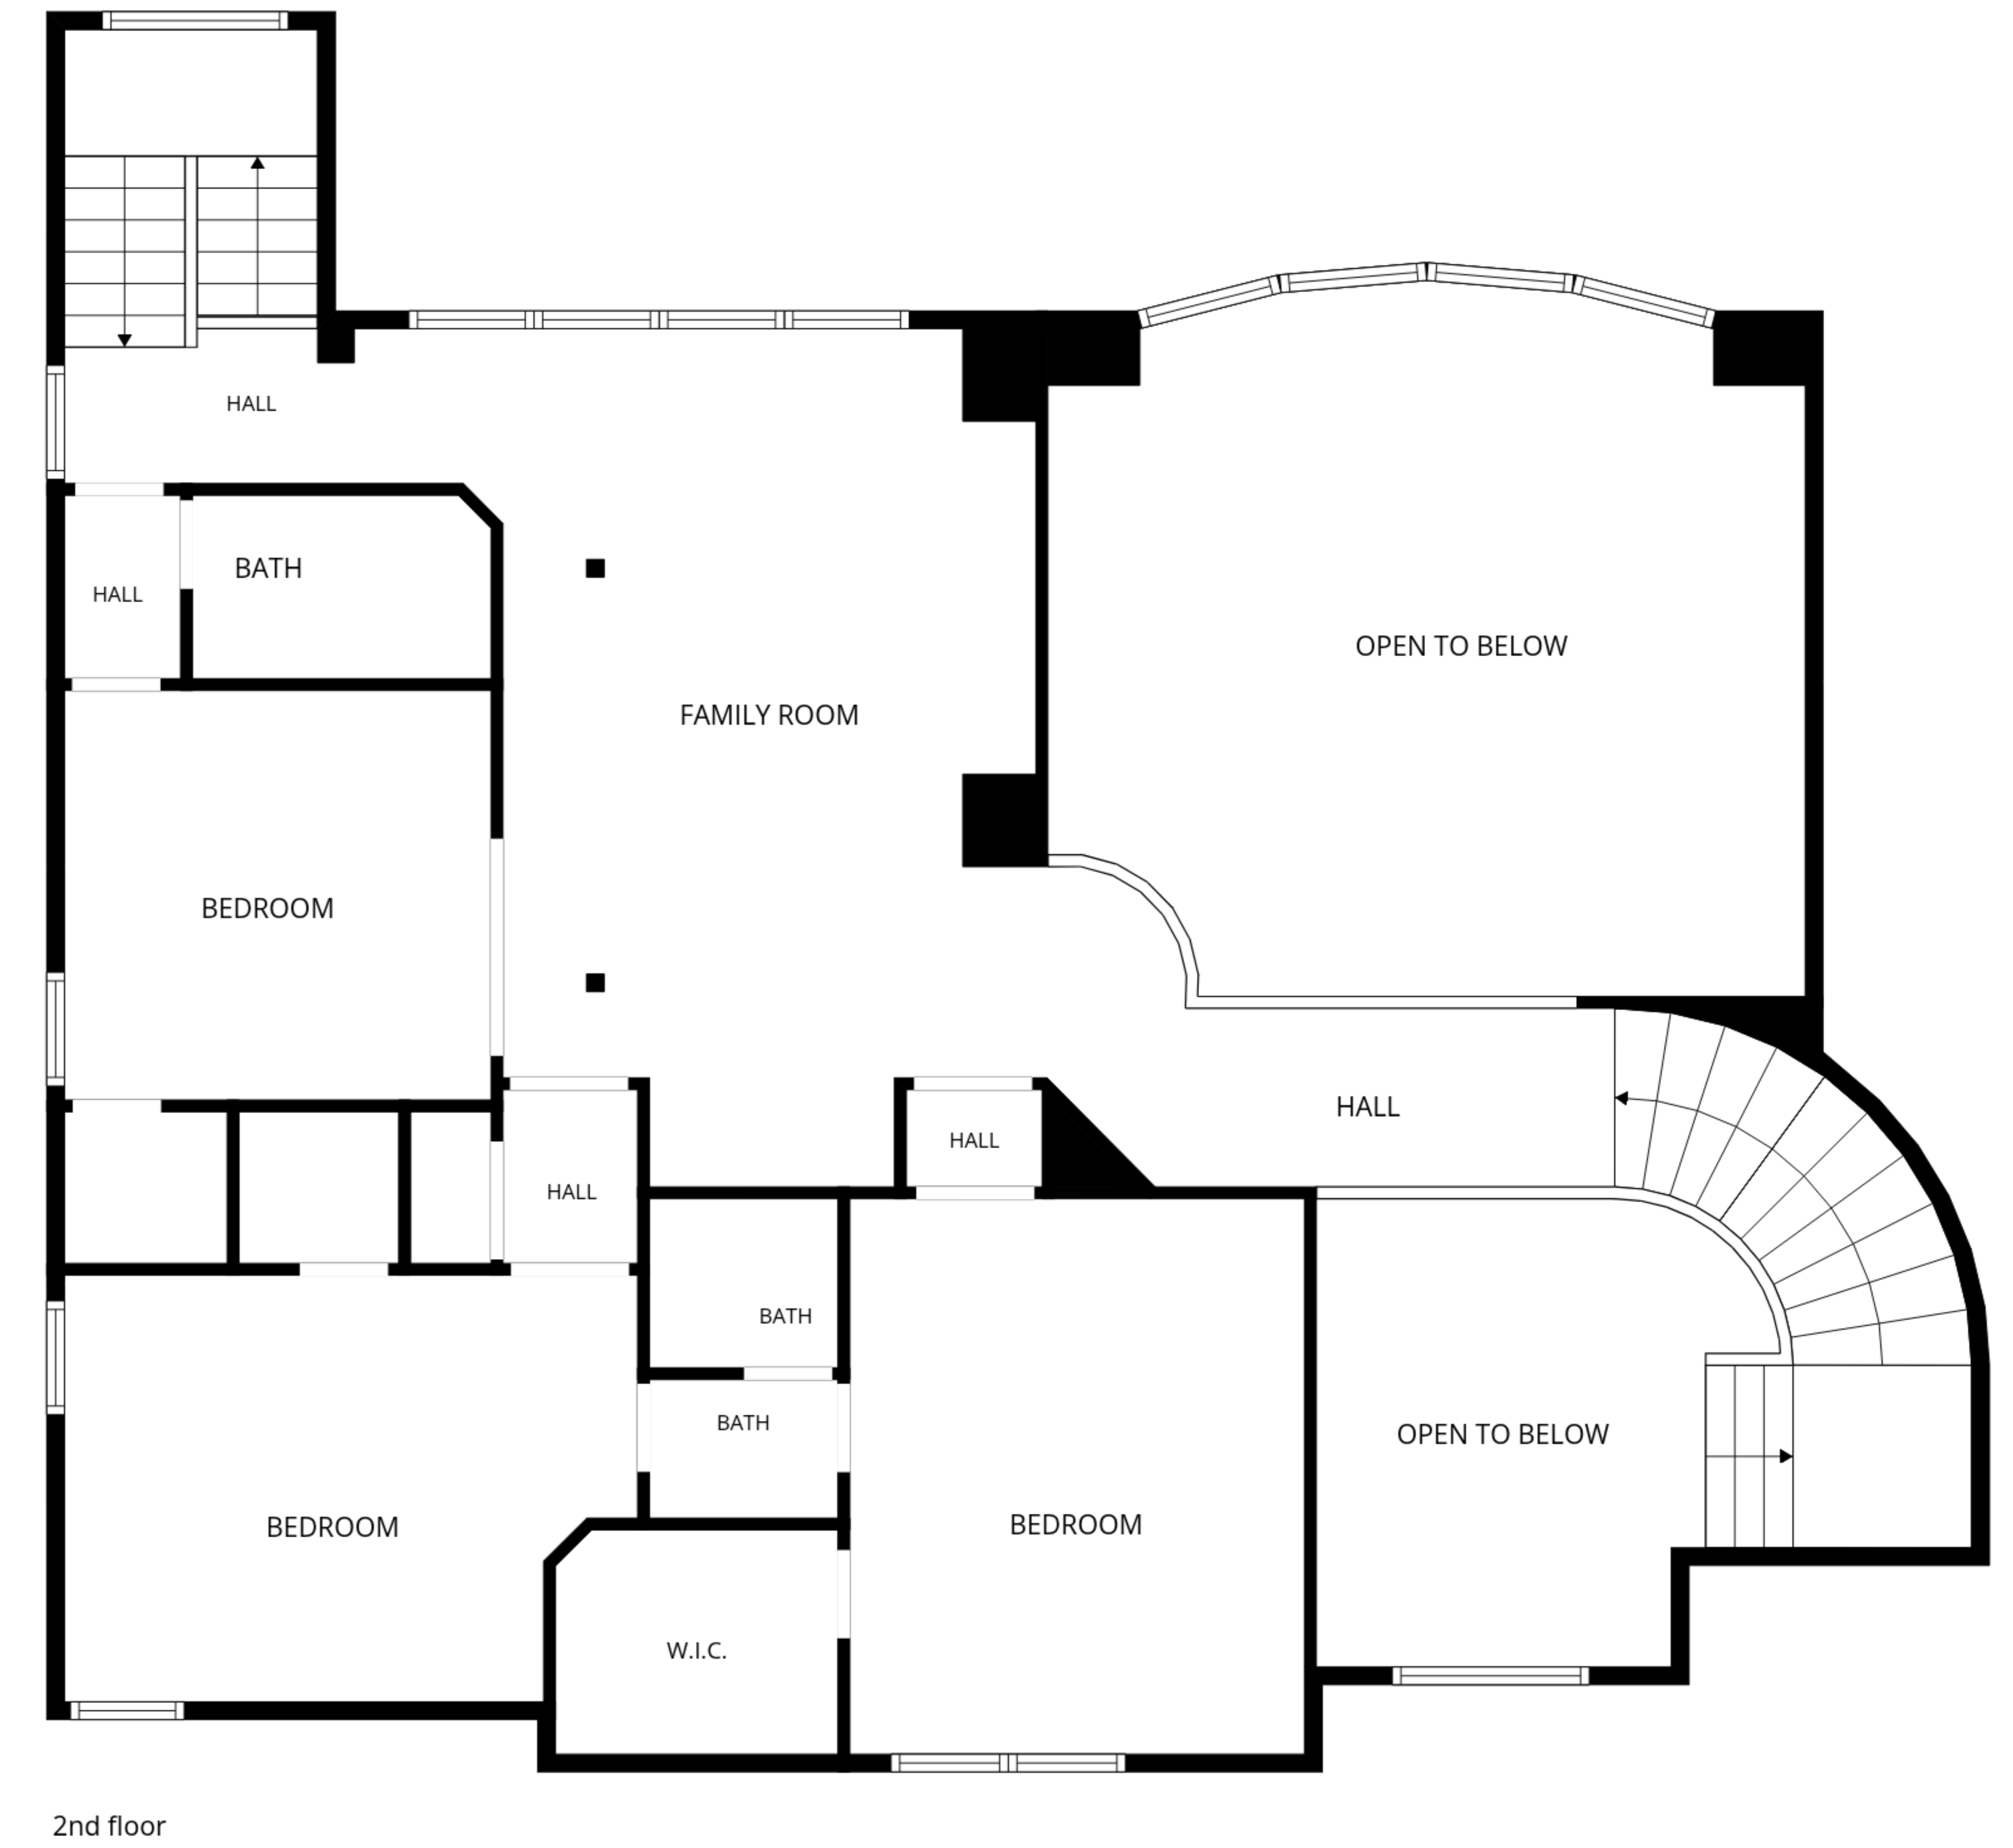 HALL
BATH
HALL
OPEN TO BELOW
FAMILY ROOM
BEDROOM
HALL
HALL
HALL
BATH
BATH
OPEN TO BELOW
BEDROOM
BEDROOM
W.I.C.
2nd floor